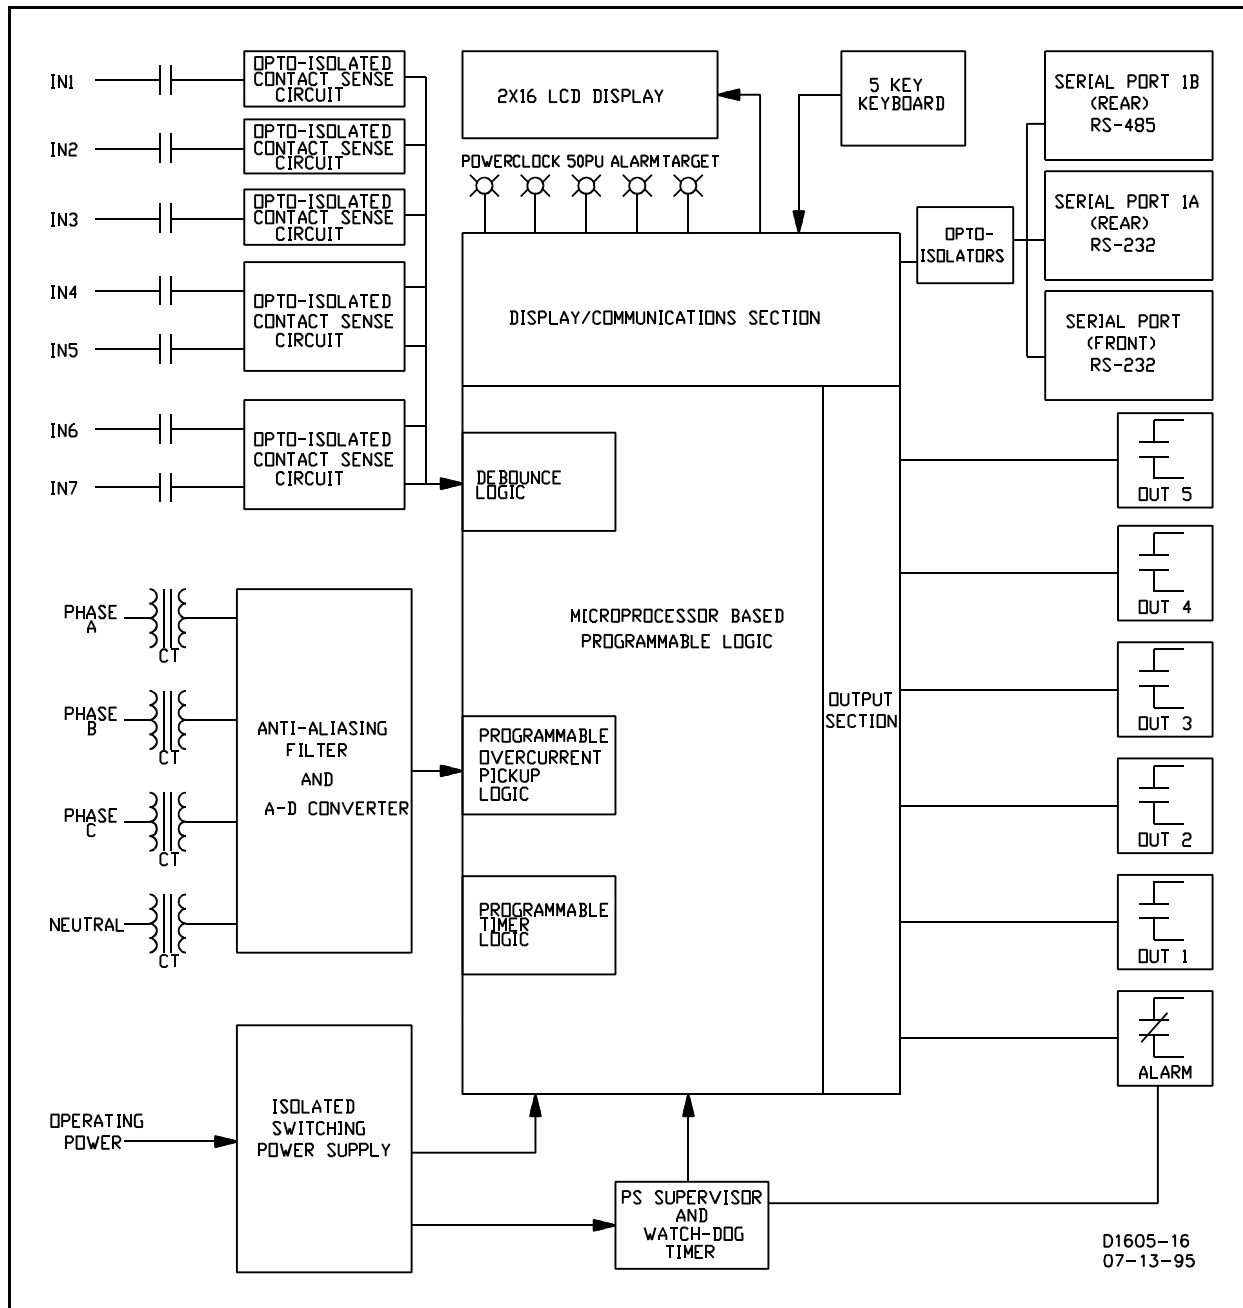 IN1
OPTO-ISOLATED
CONTACT SENSE
CIRCUIT
IN2
OPTO-ISOLATED
CONTACT SENSE
CIRCUIT
IN3
OPTO-ISOLATED
CONTACT SENSE
CIRCUIT
IN4
IN5
OPTO-ISOLATED
CONTACT SENSE
CIRCUIT
IN6
IN7
OPTO-ISOLATED
CONTACT SENSE
CIRCUIT
2X16 LCD DISPLAY
5 KEY
KEYBOARD
POWER CLOCK 50PU ALARM TARGET
SERIAL PORT 1B
(REAR)
RS-485
SERIAL PORT 1A
(REAR)
RS-232
SERIAL PORT
(FRONT)
RS-232
OPTO-
ISOLATORS
DISPLAY/COMMUNICATIONS SECTION
DEBOUNCE
LOGIC
MICROPROCESSOR BASED
PROGRAMMABLE LOGIC
OUTPUT
SECTION
OUT 5
OUT 4
OUT 3
OUT 2
OUT 1
ALARM
PHASE
A
CT
PHASE
B
CT
PHASE
C
CT
NEUTRAL
CT
ANTI-ALIASING
FILTER
AND
A-D CONVERTER
PROGRAMMABLE
OVERCURRENT
PICKUP
LOGIC
PROGRAMMABLE
TIMER
LOGIC
OPERATING
POWER
ISOLATED
SWITCHING
POWER SUPPLY
PS SUPERVISOR
AND
WATCH-DOG
TIMER
D1605-16
07-13-95